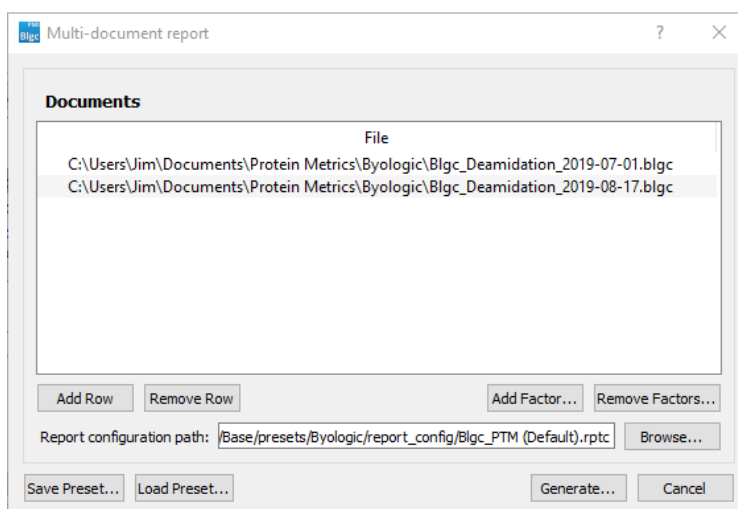 PMI
Blgc
Multi-document report
?
Documents
File
C:\Users\Jim\Documents\Protein Metrics\Byologic\Blgc_Deamidation_2019-07-01.blgc
C:\Users\Jim\Documents\Protein Metrics\Byologic\Blgc_Deamidation_2019-08-17.blgc
Add Row Remove Row Add Factor... Remove Factors...
Report configuration path: /Base/presets/Byologic/report_config/Blgc_PTM (Default).rptc Browse...
Save Preset... Load Preset... Generate... Cancel